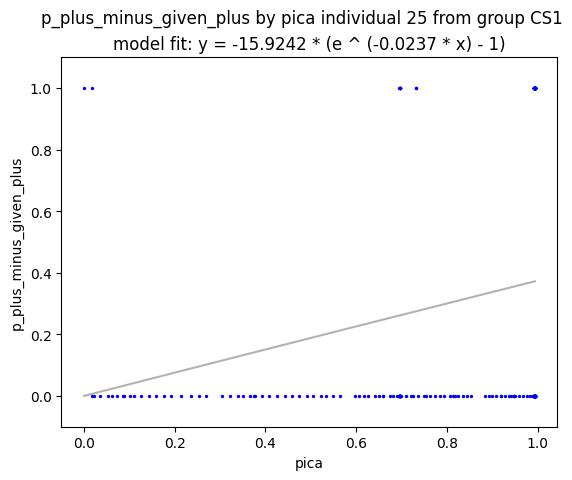 p_plus_minus_given_plus by pica individual 25 from group CS1
model fit: y = -15.9242 * (e ^ (-0.0237 * x) - 1)
1.0
0.8
0.6
0.4
0.2
0.0
p_plus_minus_given_plus
0.0 0.2 0.4 0.6 0.8 1.0
pica